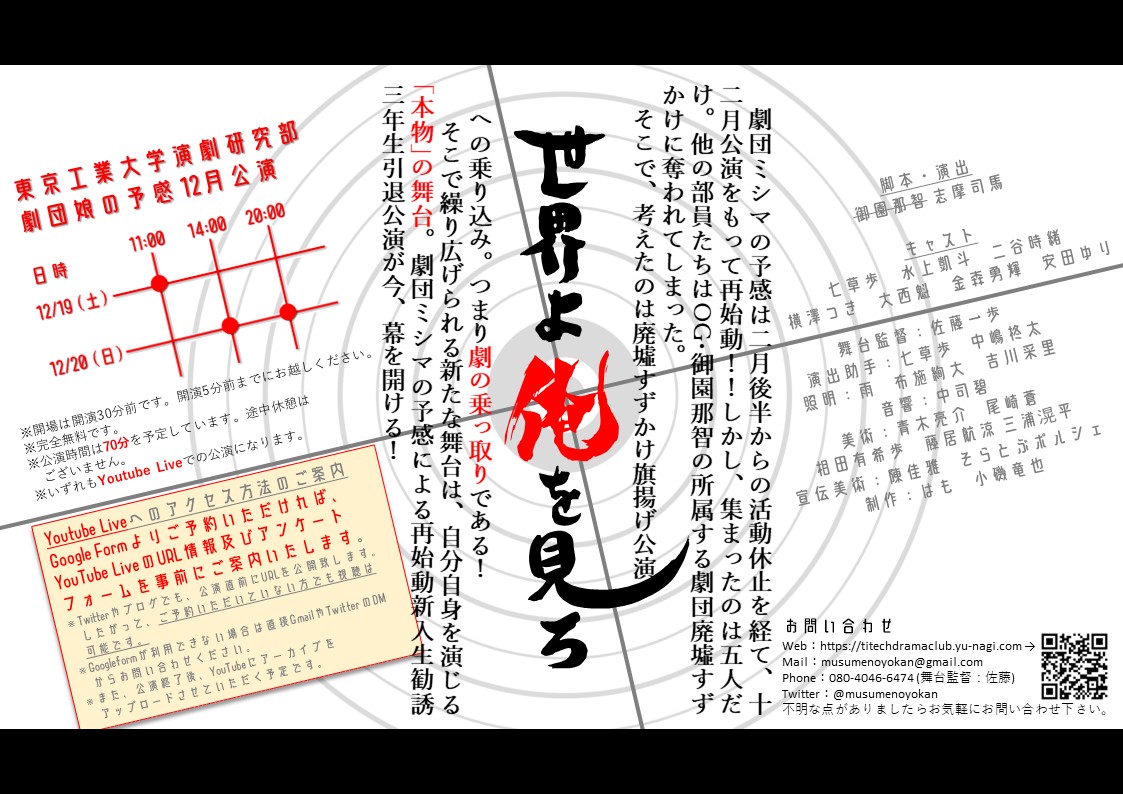 東京工業大学演劇研究部
劇団娘の予感12月公演
11:00 14:00 20:00
日時
12/19(土)
12/20(日)
※開場は開演30分前です。開演5分前までにお越しください。
※完全無料です。
※公演時間は70分を予定しています。途中休憩は
ございません。
※いずれもYoutube Liveでの公演になります。
Youtube Liveへのアクセス方法のご案内
Google Formよりご予約いただければ、
YouTube LiveのURL情報及びアンケート
フォームを事前にご案内いたします。
※Twitterやブログでも、公演直前にURLを公開致します。
したがって、ご予約いただいていない方でも視聴は
可能です。
※Googleformが利用できない場合は直接GmailやTwitterのDM
からお問い合わせください。
※また、公演終了後、YouTubeにアーカイブを
アップロードさせていただく予定です。
劇団ミシマの予感は二月後半からの活動休止を経て、十
二月公演をもって再始動!!しかし、集まったのは五人だ
け。他の部員たちはOG・御園那智の所属する劇団廃墟すず
かけに奪われてしまった。
そこで、考えたのは廃墟すずかけ旗揚げ公演
世界よ俺を見ろ
への乗り込み。つまり劇の乗っ取りである!
そこで繰り広げられる新たな舞台は、自分自身を演じる
「本物」の舞台。劇団ミシマの予感による再始動新人生勧誘
三年生引退公演が今、幕を開ける!
脚本・演出
御園那智 志摩司馬
キャスト
七草歩 水上凱斗 二谷時緒
横澤つき 大西魁 金森勇輝 安田ゆり
舞台監督:佐藤一歩
演出助手:七草歩 中嶋柊太
照明:雨 布施絢大 吉川采里
音響:中司碧
美術:青木亮介 尾崎蒼
相田有希歩 藤居航涼 三浦滉平
宣伝美術:陳佳雅 そらとぶポルシェ
制作:はも 小磯竜也
お問い合わせ
Web:https://titechdramaclub.yu-nagi.com→
Mail:musumenoyokan@gmail.com
Phone:080-4046-6474(舞台監督:佐藤)
Twitter:@musumenoyokan
不明な点がありましたらお気軽にお問い合わせ下さい。